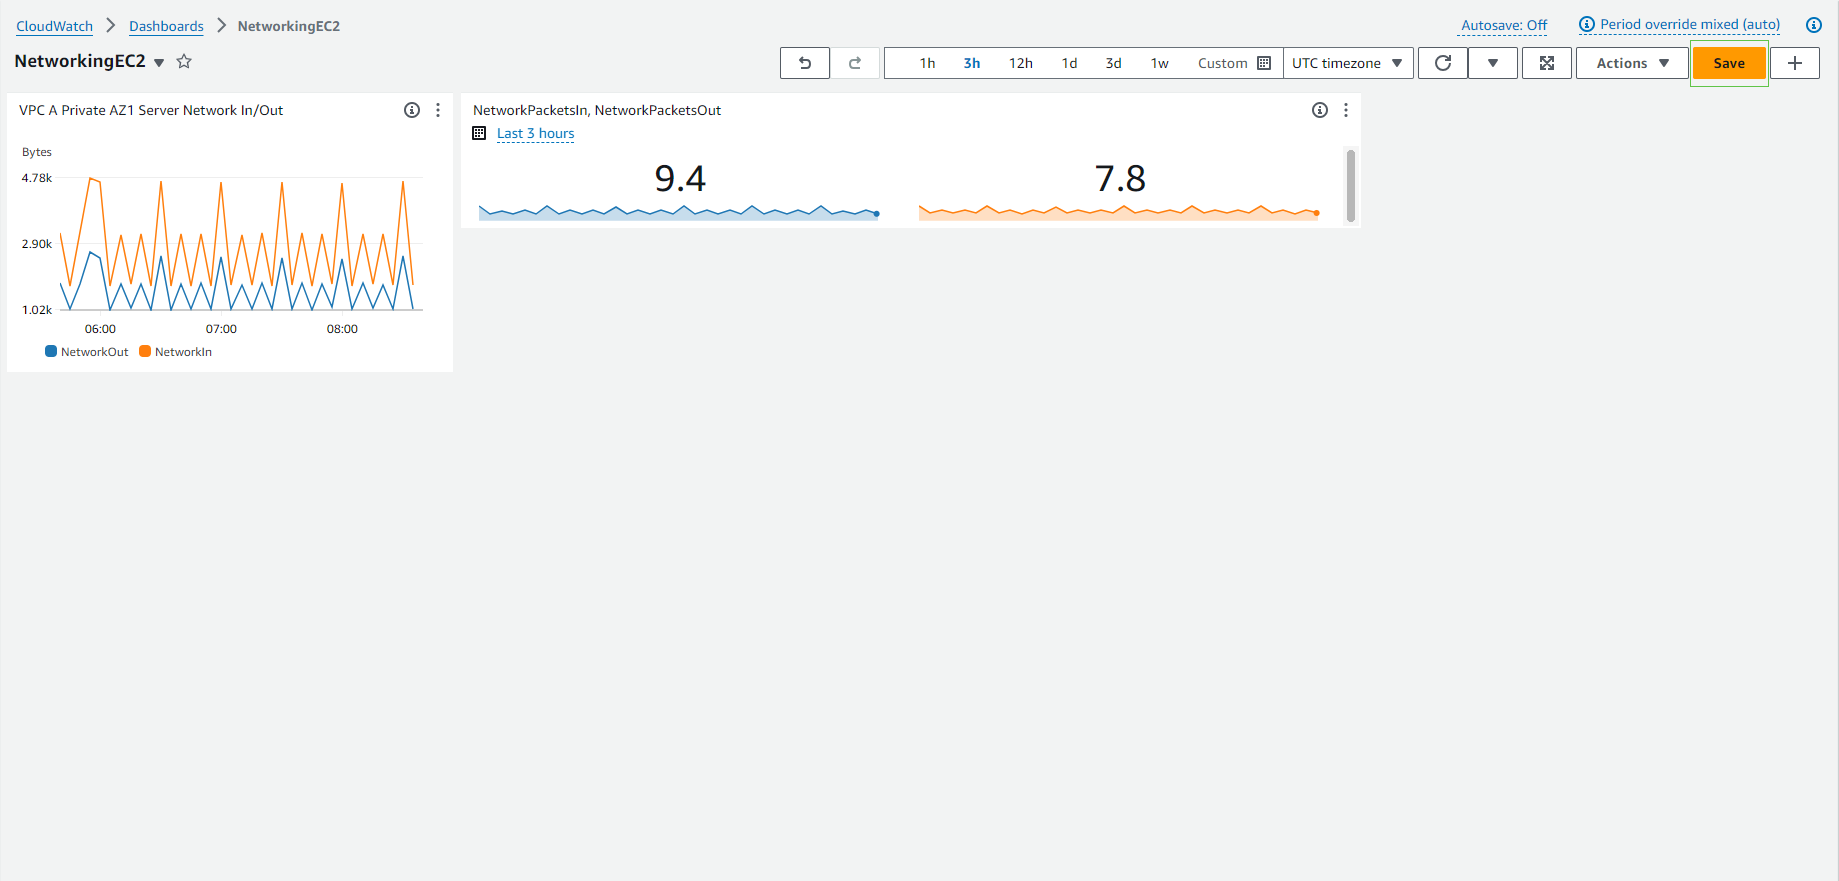 CloudWatch > Dashboards > NetworkingEC2
Autosave: Off
Period override mixed (auto)
NetworkingEC2
1h 3h 12h 1d 3d 1w Custom UTC timezone Actions Save
VPC A Private AZ1 Server Network In/Out
Bytes
4.78k
2.90k
1.02k
06:00 07:00 08:00
NetworkOut NetworkIn
NetworkPacketsIn, NetworkPacketsOut
Last 3 hours
9.4 7.8